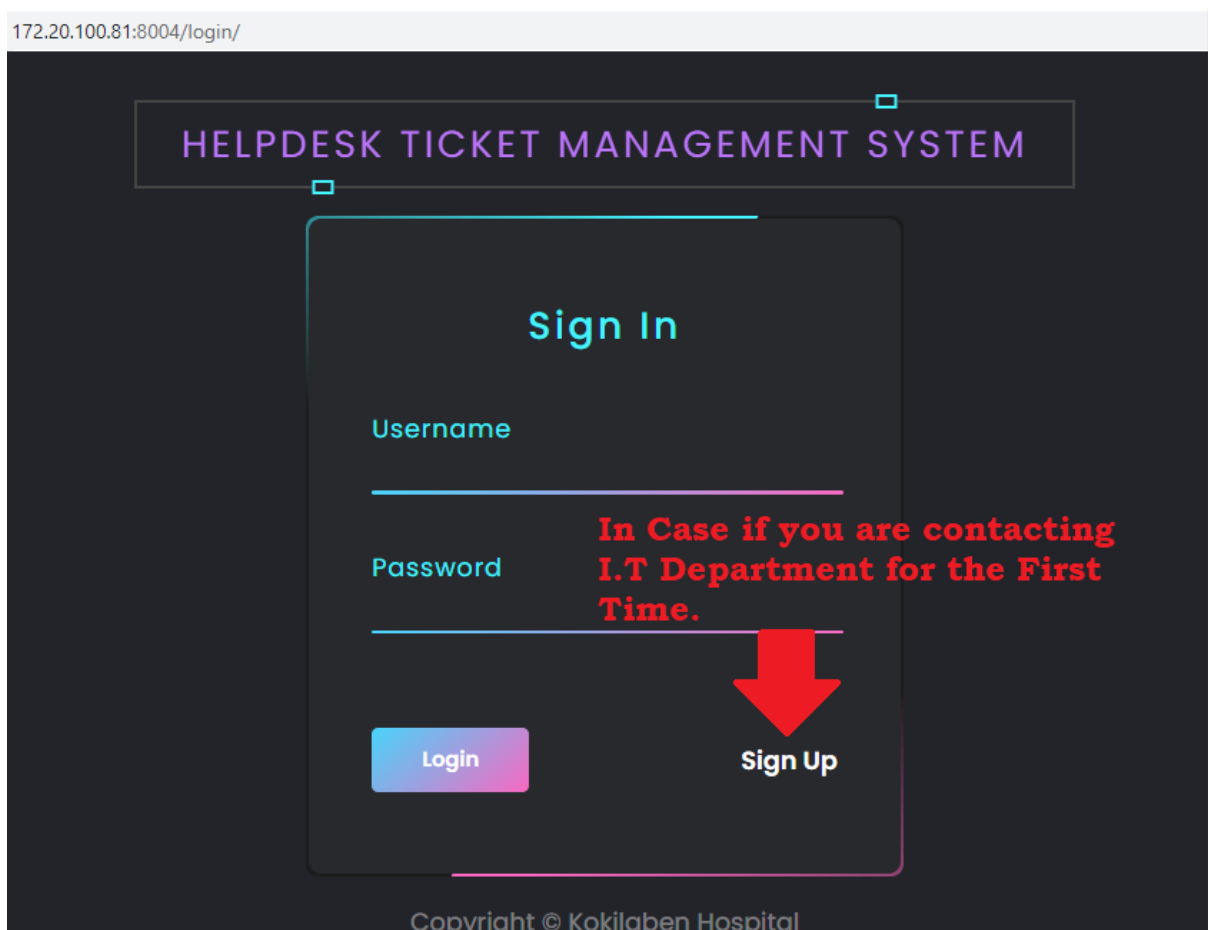 172.20.100.81:8004/login/
HELPDESK TICKET MANAGEMENT SYSTEM
Sign In
Username
In Case if you are contacting
I.T Department for the First
Time.
Password
Login
Sign Up
Copyright © Kokilaben Hospital